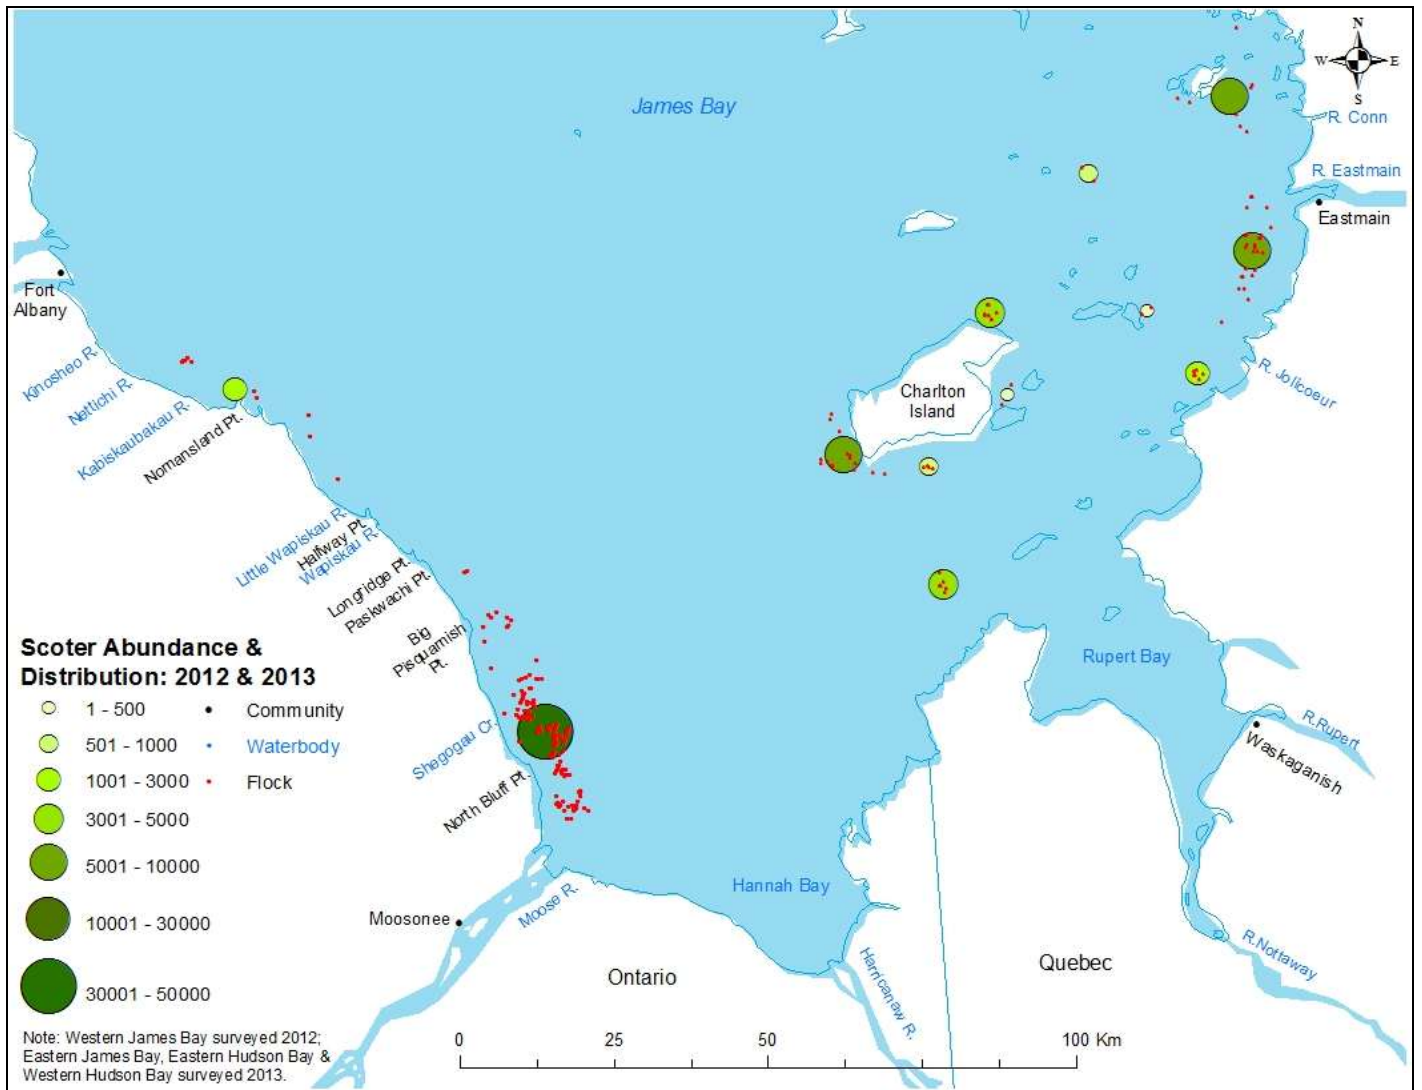 N
W E
S
James Bay
R. Conn
R. Eastmain
Eastmain
Fort
Albany
Kinosheo R.
Nettichi R.
Kabiskaubakau R.
Nomansland Pt.
R. Jolicoeur
Charlton
Island
Little Wapiskau R.
Halfway Pt.
Wapiskau R.
Longridge Pt.
Paskwachi Pt.
Big
Pisquamish
Pt.
Rupert Bay
Shegogau Cr.
North Bluff Pt.
R.Rupert
Waskaganish
Scoter Abundance &
Distribution: 2012 & 2013
1 - 500 Community
501 - 1000 Waterbody
1001 - 3000 Flock
3001 - 5000
5001 - 10000
10001 - 30000
30001 - 50000
Hannah Bay
Moosonee
Moose R.
Harricanaw R.
R.Nottaway
Ontario
Quebec
Note: Western James Bay surveyed 2012;
Eastern James Bay, Eastern Hudson Bay &
Western Hudson Bay surveyed 2013.
0 25 50 100 Km